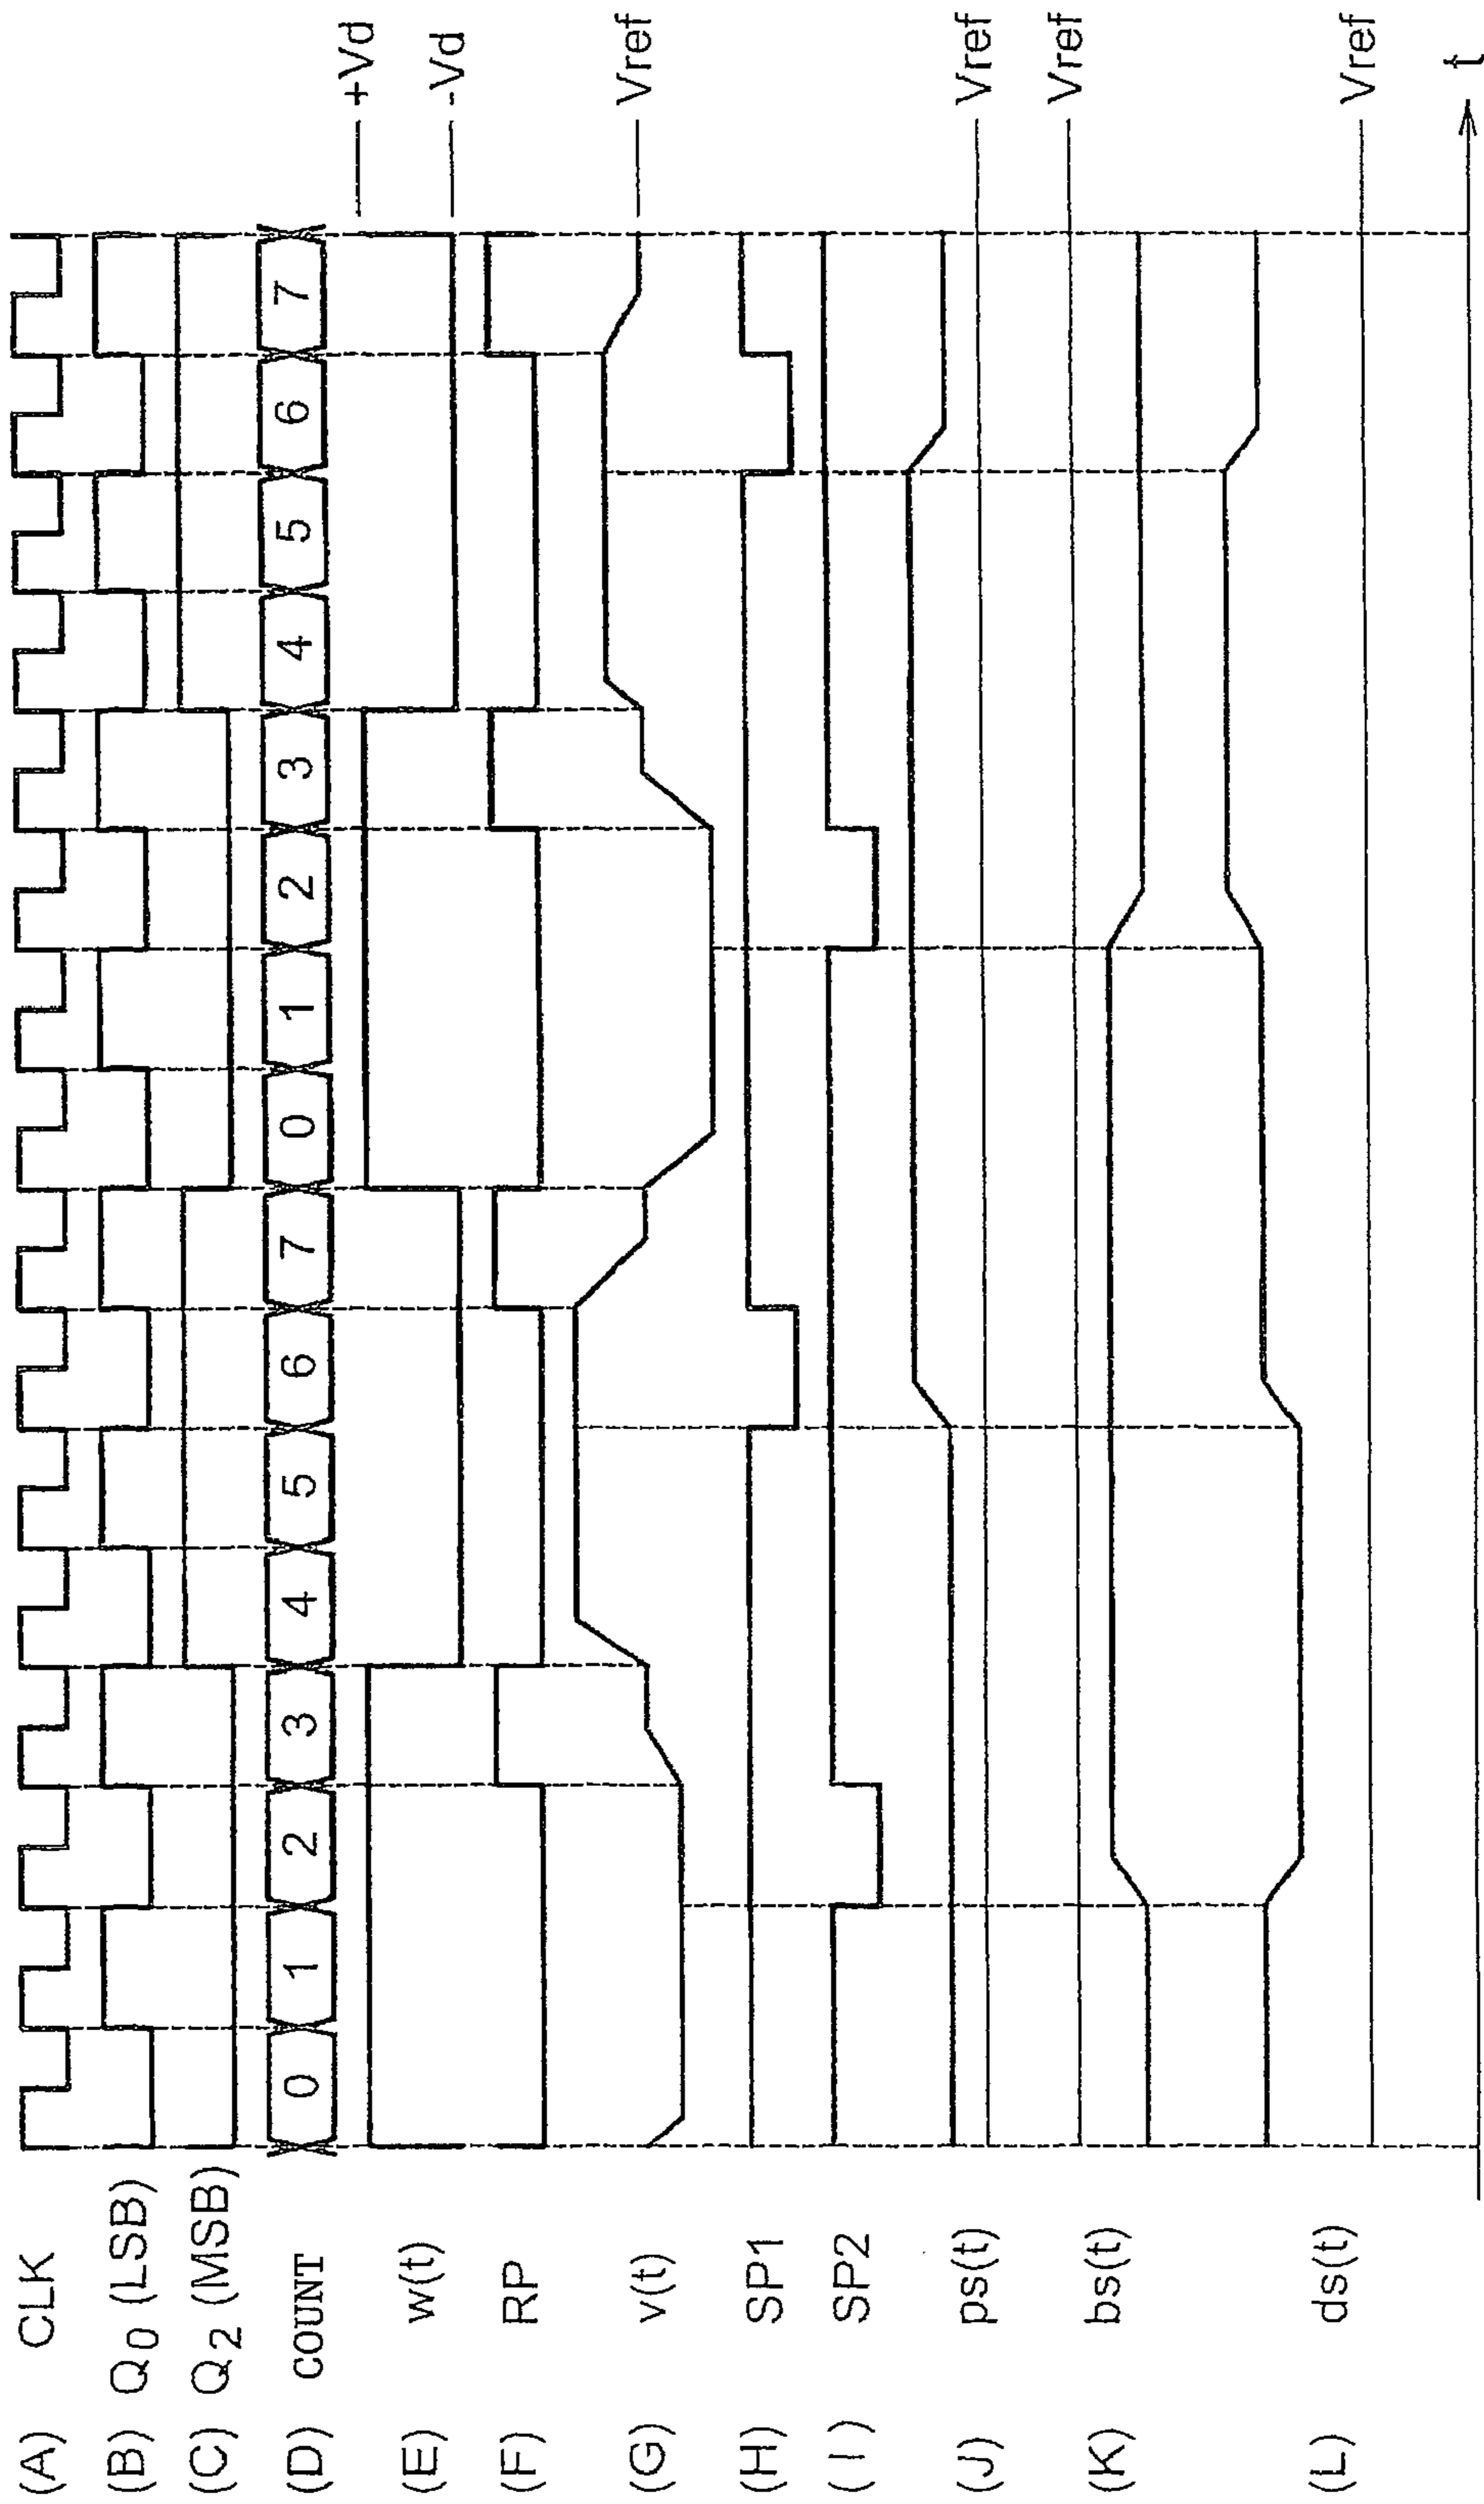 (A) CLK
(B) Q0 (LSB)
(C) Q2 (MSB)
(D) COUNT 0 1 2 3 4 5 6 7 0 1 2 3 4 5 6 7
(E) w(t) +Vd
-Vd
(F) RP
(G) v(t) Vref
(H) SP1
(I) SP2
(J) ps(t) Vref
(K) bs(t) Vref
(L) ds(t) Vref
t